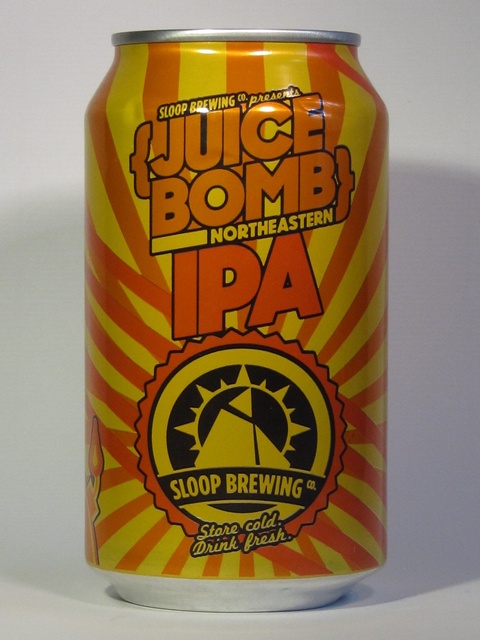 SLOOP BREWING CO. presents
{JUICE
BOMB}
NORTHEASTERN
IPA
SLOOP BREWING CO.
Store cold.
Drink fresh.